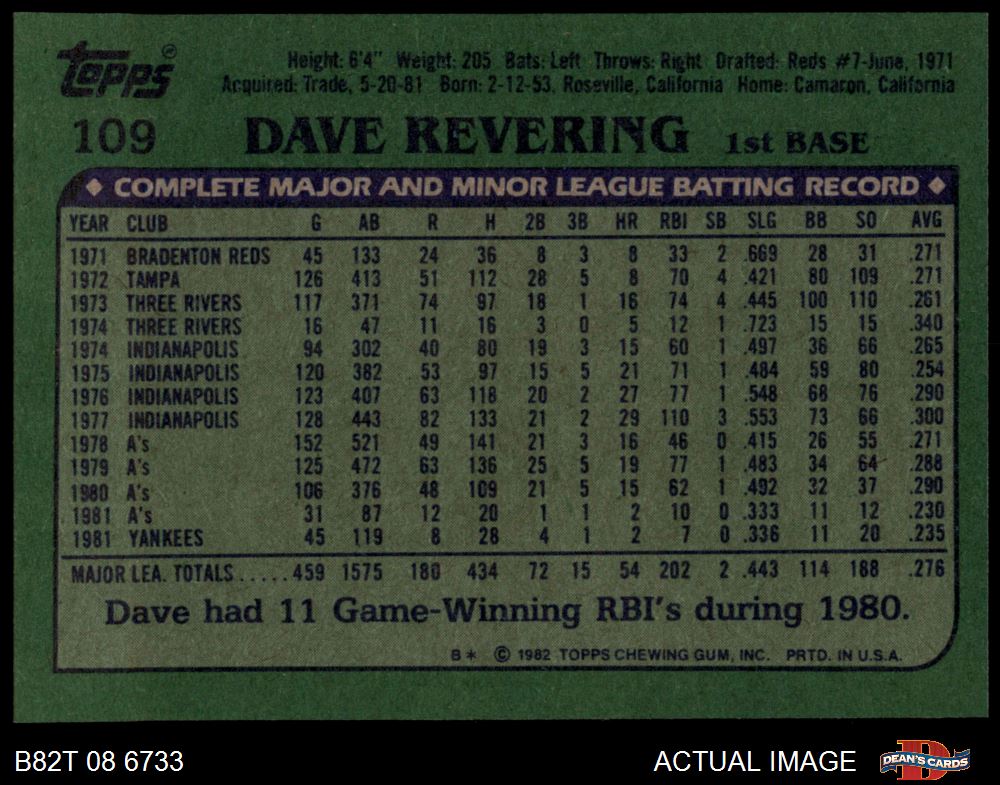 Topps ®
Height: 6'4" Weight: 205 Bats: Left Throws: Right Drafted: Reds #7-June, 1971
Acquired: Trade, 5-20-81 Born: 2-12-53, Roseville, California Home: Camaron, California
109 DAVE REVERING 1st BASE
◆ COMPLETE MAJOR AND MINOR LEAGUE BATTING RECORD ◆
YEAR CLUB G AB R H 2B 3B HR RBI SB SLG BB SO AVG
1971 BRADENTON REDS 45 133 24 36 8 3 8 33 2 .669 28 31 .271
1972 TAMPA 126 413 51 112 28 5 8 70 4 .421 80 109 .271
1973 THREE RIVERS 117 371 74 97 18 1 16 74 4 .445 100 110 .261
1974 THREE RIVERS 16 47 11 16 3 0 5 12 1 .723 15 15 .340
1974 INDIANAPOLIS 94 302 40 80 19 3 15 60 1 .497 36 66 .265
1975 INDIANAPOLIS 120 382 53 97 15 5 21 71 1 .484 59 80 .254
1976 INDIANAPOLIS 123 407 63 118 20 2 27 77 1 .548 68 76 .290
1977 INDIANAPOLIS 128 443 82 133 21 2 29 110 3 .553 73 66 .300
1978 A's 152 521 49 141 21 3 16 46 0 .415 26 55 .271
1979 A's 125 472 63 136 25 5 19 77 1 .483 34 64 .288
1980 A's 106 376 48 109 21 5 15 62 1 .492 32 37 .290
1981 A's 31 87 12 20 1 1 2 10 0 .333 11 12 .230
1981 YANKEES 45 119 8 28 4 1 2 7 0 .336 11 20 .235
MAJOR LEA. TOTALS.....459 1575 180 434 72 15 54 202 2 .443 114 188 .276
Dave had 11 Game-Winning RBI's during 1980.
B* © 1982 TOPPS CHEWING GUM, INC. PRTD. IN U.S.A.
B82T 08 6733 ACTUAL IMAGE DEAN'S CARDS